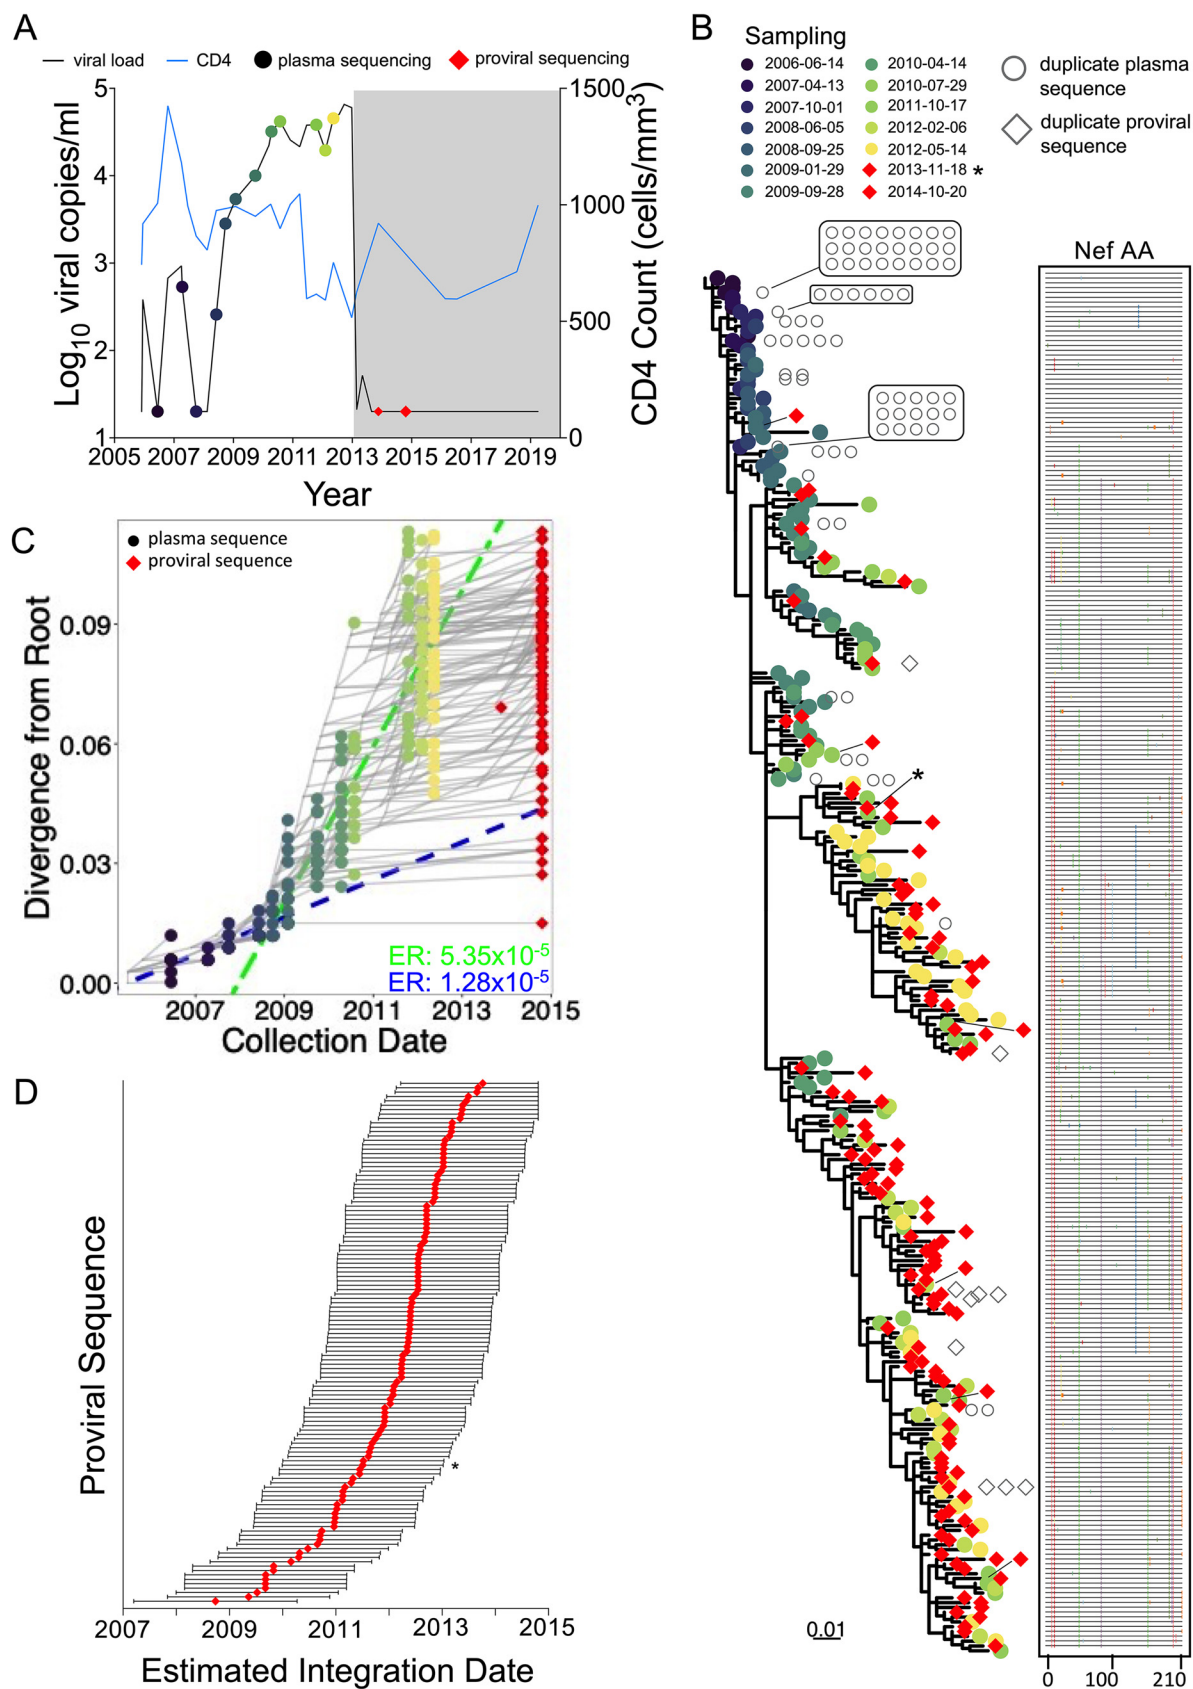 A
viral load
CD4
plasma sequencing
proviral sequencing
Log10 viral copies/ml
5
4
3
2
1
1500
1000
500
0
CD4 Count (cells/mm3)
2005 2007 2009 2011 2013 2015 2017 2019
Year
B
Sampling
2006-06-14
2007-04-13
2007-10-01
2008-06-05
2008-09-25
2009-01-29
2009-09-28
2010-04-14
2010-07-29
2011-10-17
2012-02-06
2012-05-14
2013-11-18 *
2014-10-20
duplicate plasma
sequence
duplicate proviral
sequence
Nef AA
*
0.01
0 100 210
C
plasma sequence
proviral sequence
Divergence from Root
0.09
0.06
0.03
0.00
ER: 5.35x10-5
ER: 1.28x10-5
2007 2009 2011 2013 2015
Collection Date
D
Proviral Sequence
*
2007 2009 2011 2013 2015
Estimated Integration Date